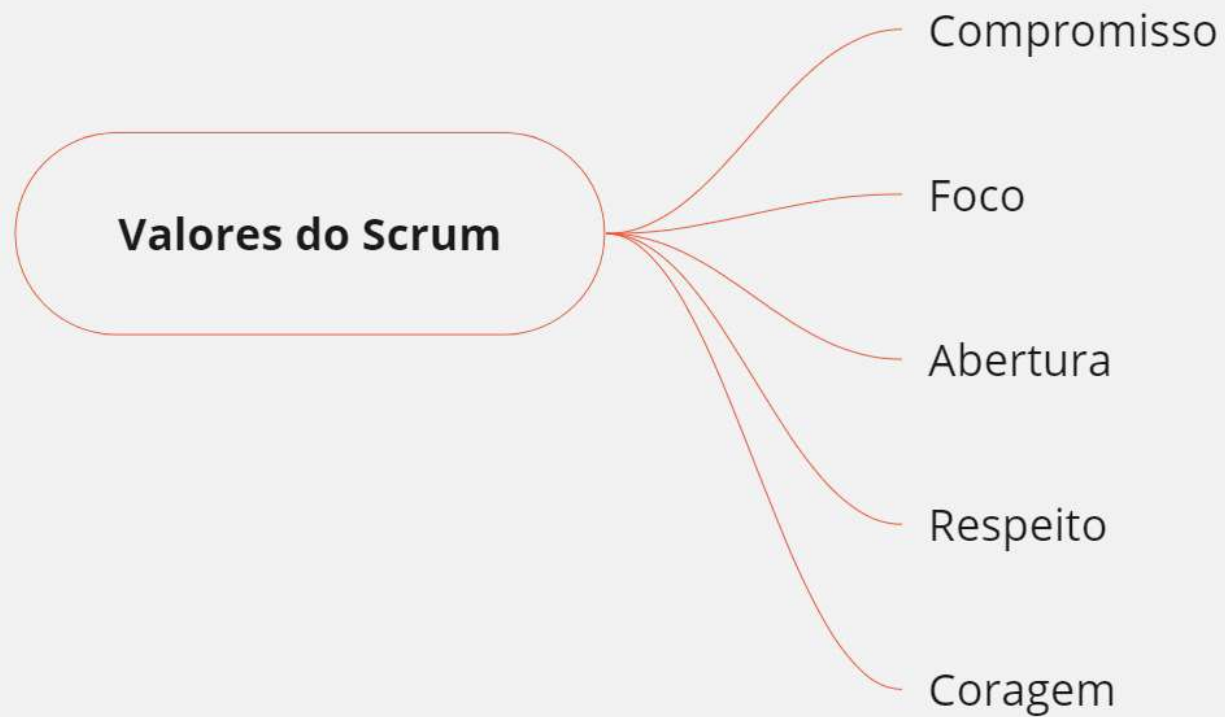 Valores do Scrum
Compromisso
Foco
Abertura
Respeito
Coragem